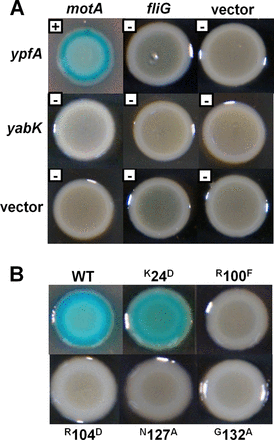 A motA fliG vector
ypfA + - -
yabK - - -
vector - - -
B
WT K24D R100F
R104D N127A G132A